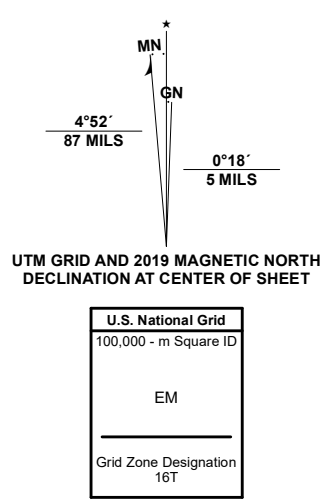 ★
MN
GN
4°52´
87 MILS
0°18´
5 MILS
UTM GRID AND 2019 MAGNETIC NORTH
DECLINATION AT CENTER OF SHEET
U.S. National Grid
100,000 - m Square ID
EM
Grid Zone Designation
16T